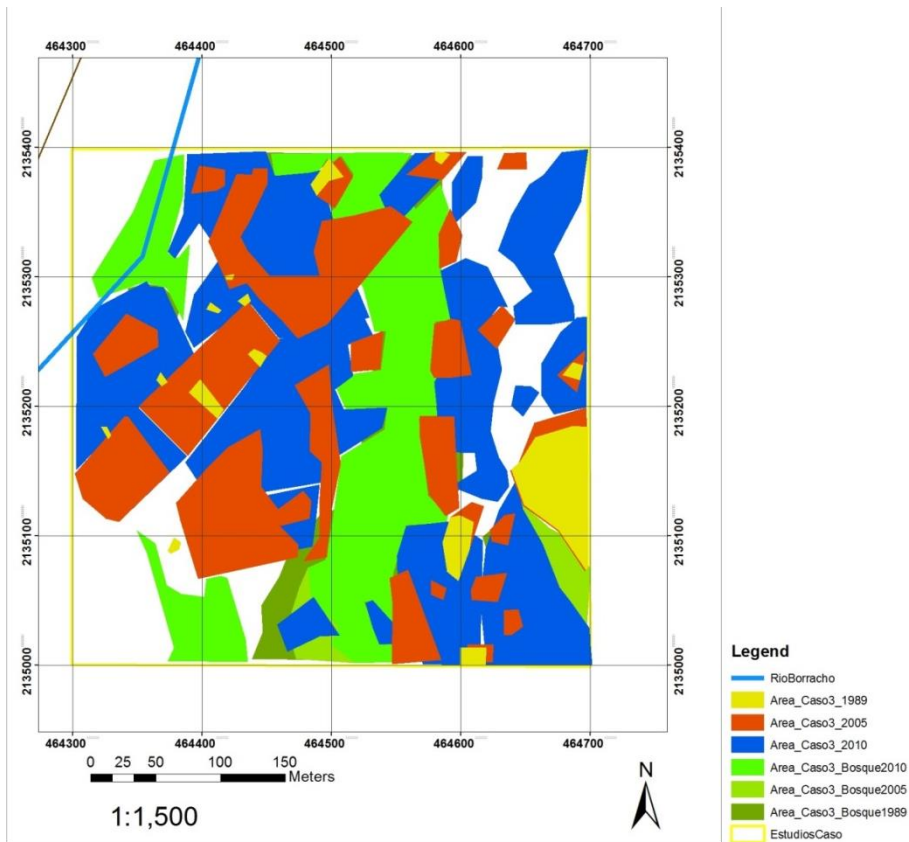 464300 464400 464500 464600 464700
2135400 2135400
2135300 2135300
2135200 2135200
2135100 2135100
2135000 2135000
464300 464400 464500 464600 464700
0 25 50 100 150
Meters
1:1,500
N
Legend
RioBorracho
Area_Caso3_1989
Area_Caso3_2005
Area_Caso3_2010
Area_Caso3_Bosque2010
Area_Caso3_Bosque2005
Area_Caso3_Bosque1989
EstudiosCaso